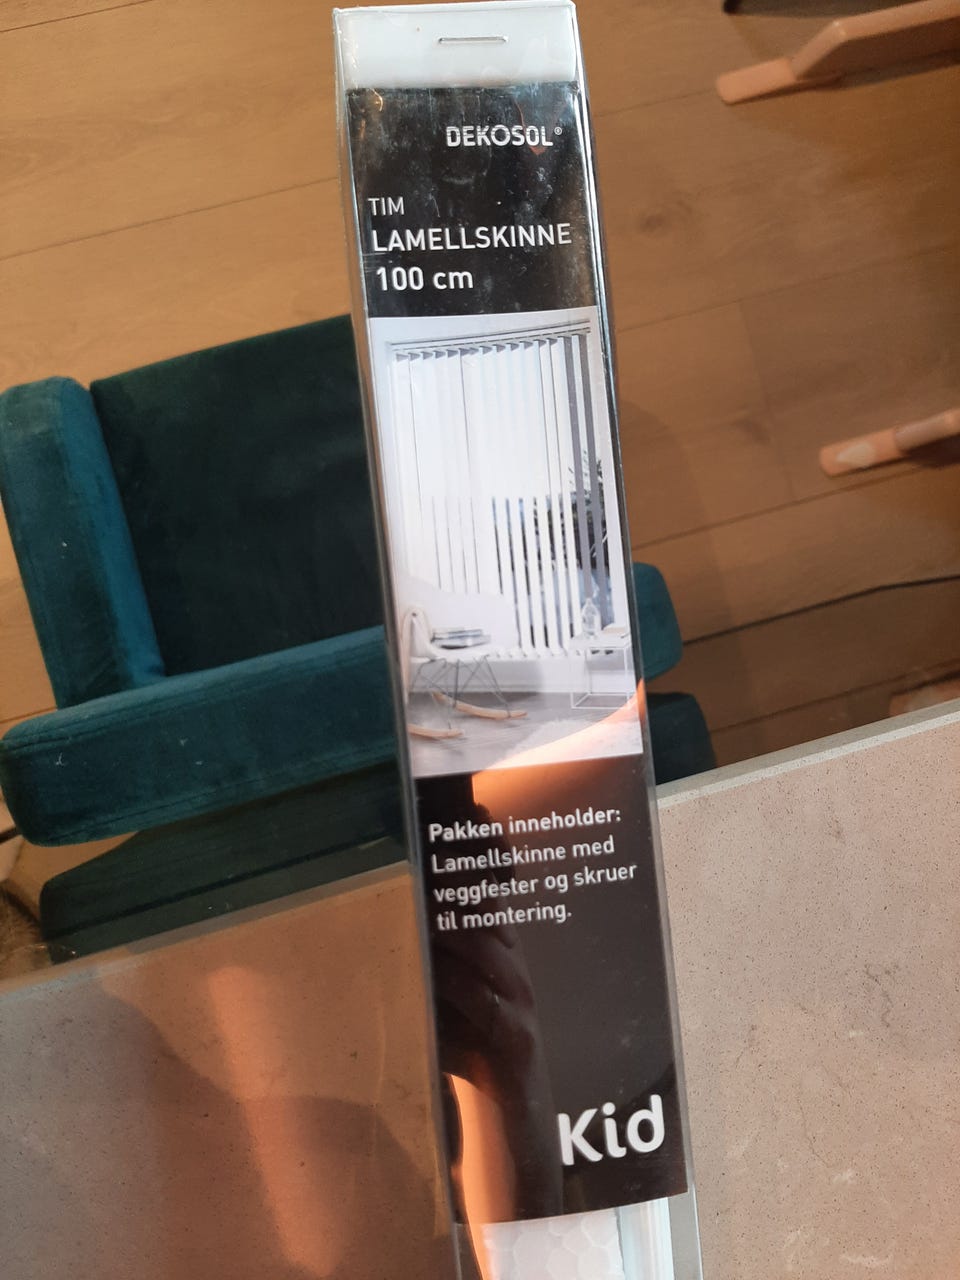 DEKOSOL®
TIM
LAMELLSKINNE
100 cm
Pakken inneholder:
Lamellskinne med
veggfester og skruer
til montering.
Kid